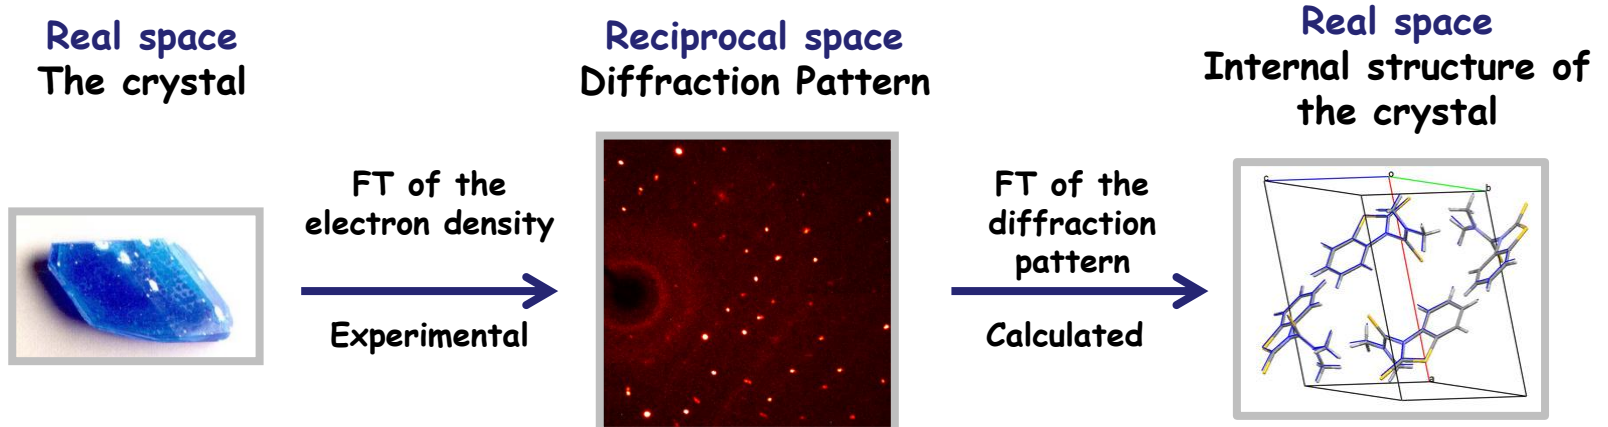 Real space
The crystal
FT of the
electron density
Experimental
Reciprocal space
Diffraction Pattern
FT of the
diffraction
pattern
Calculated
Real space
Internal structure of
the crystal
c
o
b
a